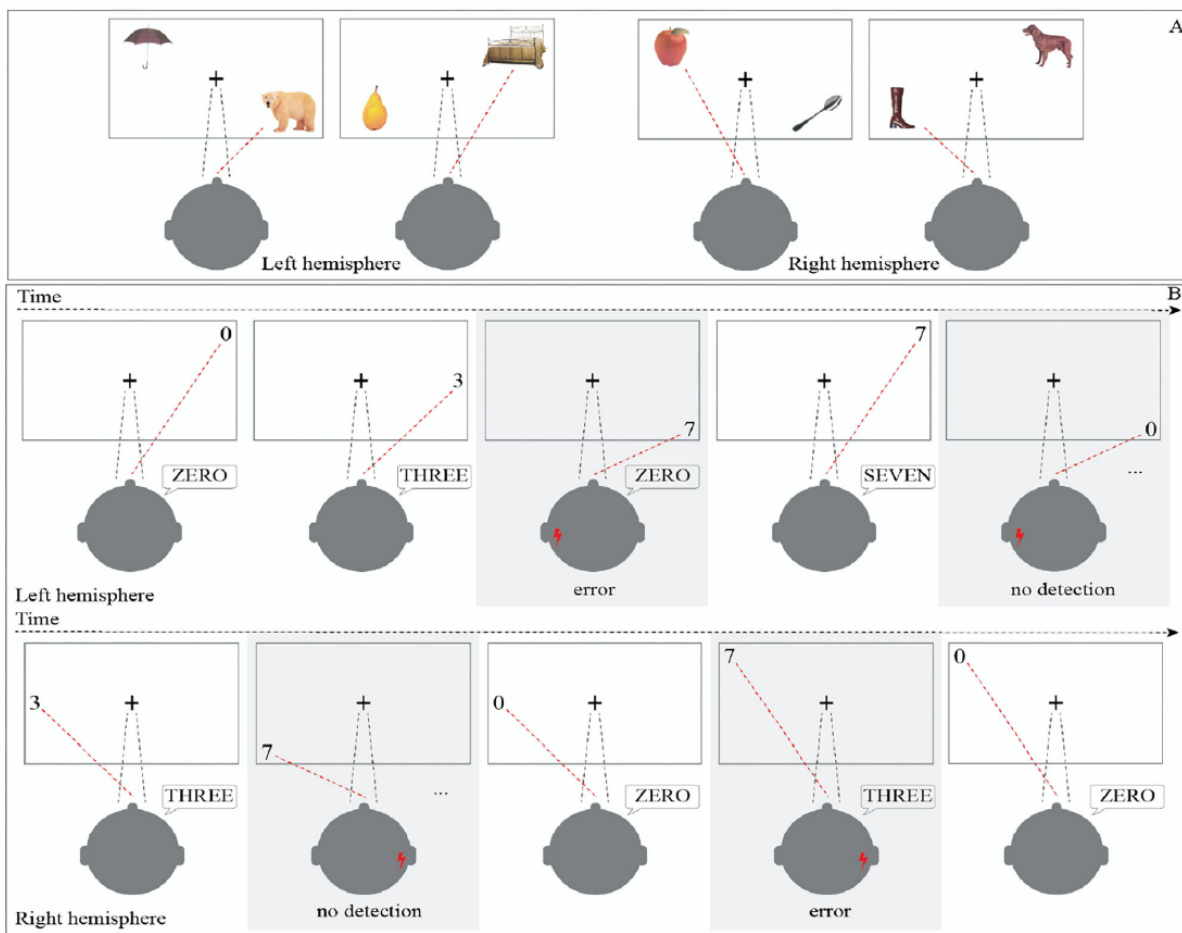 A
Left hemisphere
Right hemisphere
Time
B
0
3
7
7
0
ZERO
THREE
ZERO
SEVEN
...
error
no detection
Left hemisphere
Time
3
7
0
7
0
THREE
...
ZERO
THREE
ZERO
no detection
error
Right hemisphere